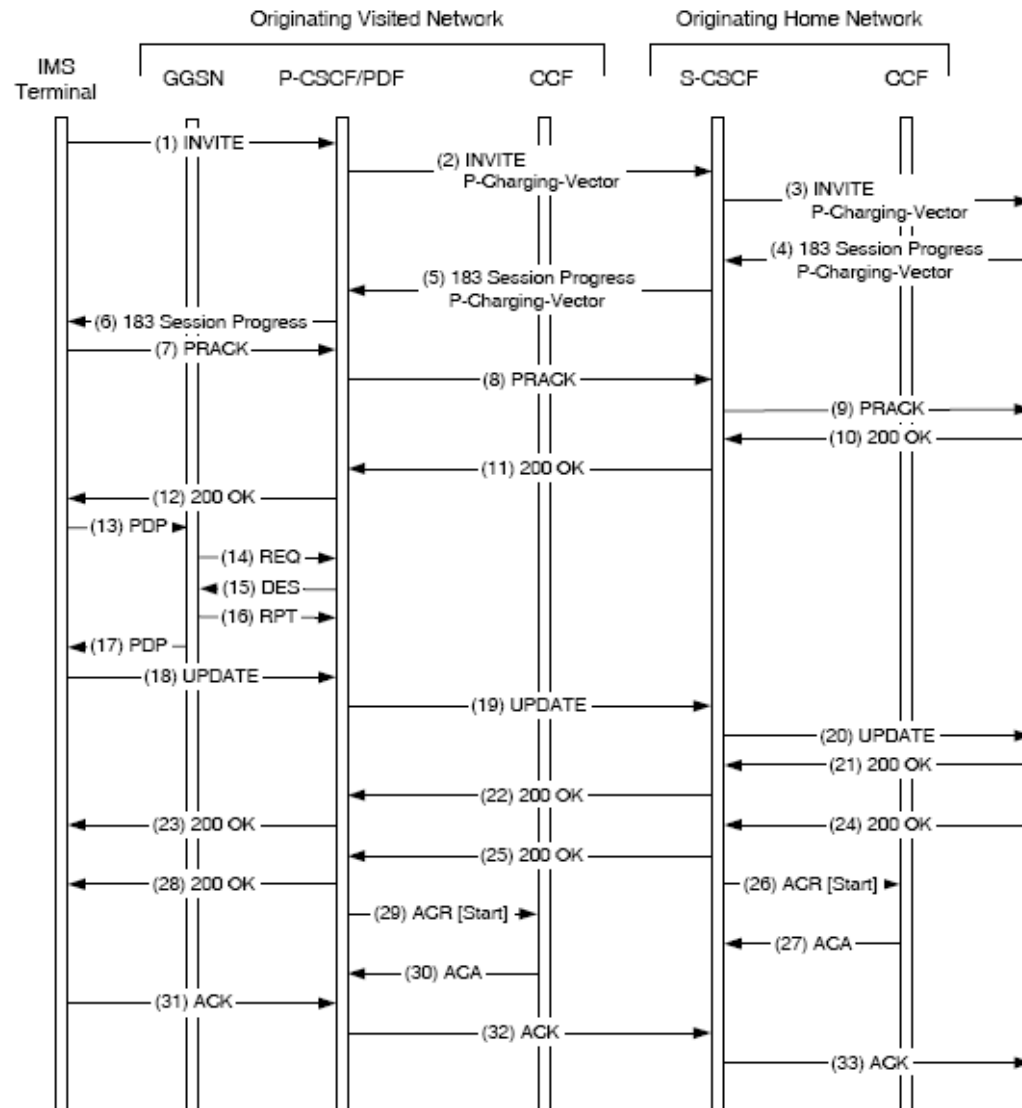 Originating Visited Network
Originating Home Network
IMS
Terminal
GGSN
P-CSCF/PDF
CCF
S-CSCF
CCF
(1) INVITE
(2) INVITE
P-Charging-Vector
(3) INVITE
P-Charging-Vector
(4) 183 Session Progress
P-Charging-Vector
(5) 183 Session Progress
P-Charging-Vector
(6) 183 Session Progress
(7) PRACK
(8) PRACK
(9) PRACK
(10) 200 OK
(11) 200 OK
(12) 200 OK
(13) PDP
(14) REQ
(15) DES
(16) RPT
(17) PDP
(18) UPDATE
(19) UPDATE
(20) UPDATE
(21) 200 OK
(22) 200 OK
(23) 200 OK
(24) 200 OK
(25) 200 OK
(28) 200 OK
(26) ACR [Start]
(29) ACR [Start]
(27) ACA
(30) ACA
(31) ACK
(32) ACK
(33) ACK